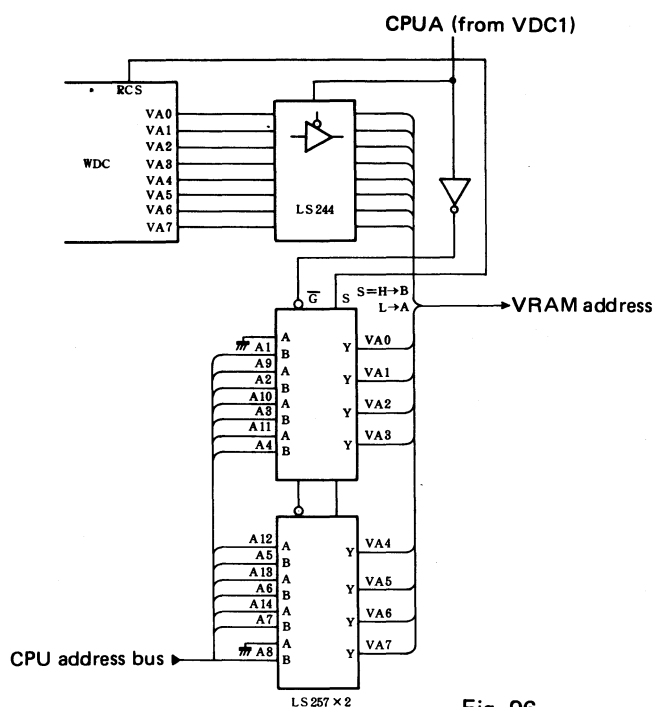 CPUA (from VDC1)
RCS
VA0
VA1
VA2
VA3
VA4
VA5
VA6
VA7
WDC
LS244
G S S=H→B
L→A
VRAM address
A
A1 B
A9 A
A2 B
A10 A
A3 B
A11 A
A4 B
Y VA0
Y VA1
Y VA2
Y VA3
A12 A
A5 B
A13 A
A6 B
A14 A
A7 B
A
A8 B
Y VA4
Y VA5
Y VA6
Y VA7
CPU address bus
LS257×2